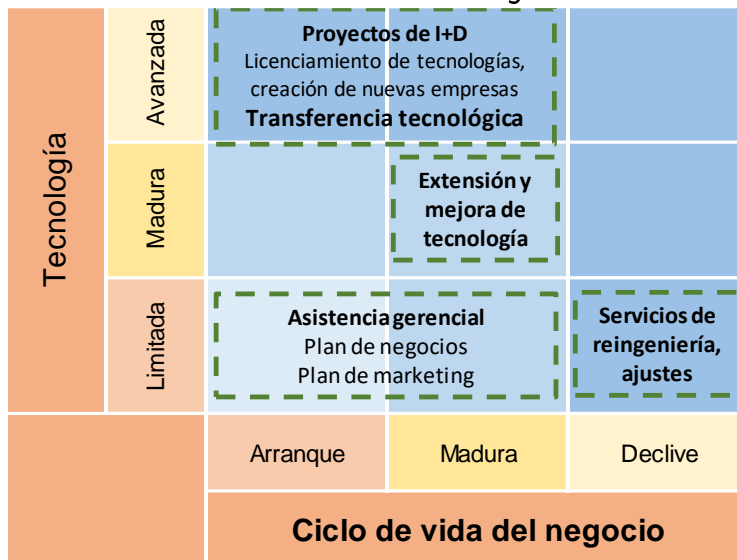 Tecnología
Avanzada
Proyectos de I+D
Licenciamiento de tecnologías,
creación de nuevas empresas
Transferencia tecnológica
Madura
Extensión y
mejora de
tecnología
Limitada
Asistencia gerencial
Plan de negocios
Plan de marketing
Servicios de
reingeniería,
ajustes
Arranque
Madura
Declive
Ciclo de vida del negocio